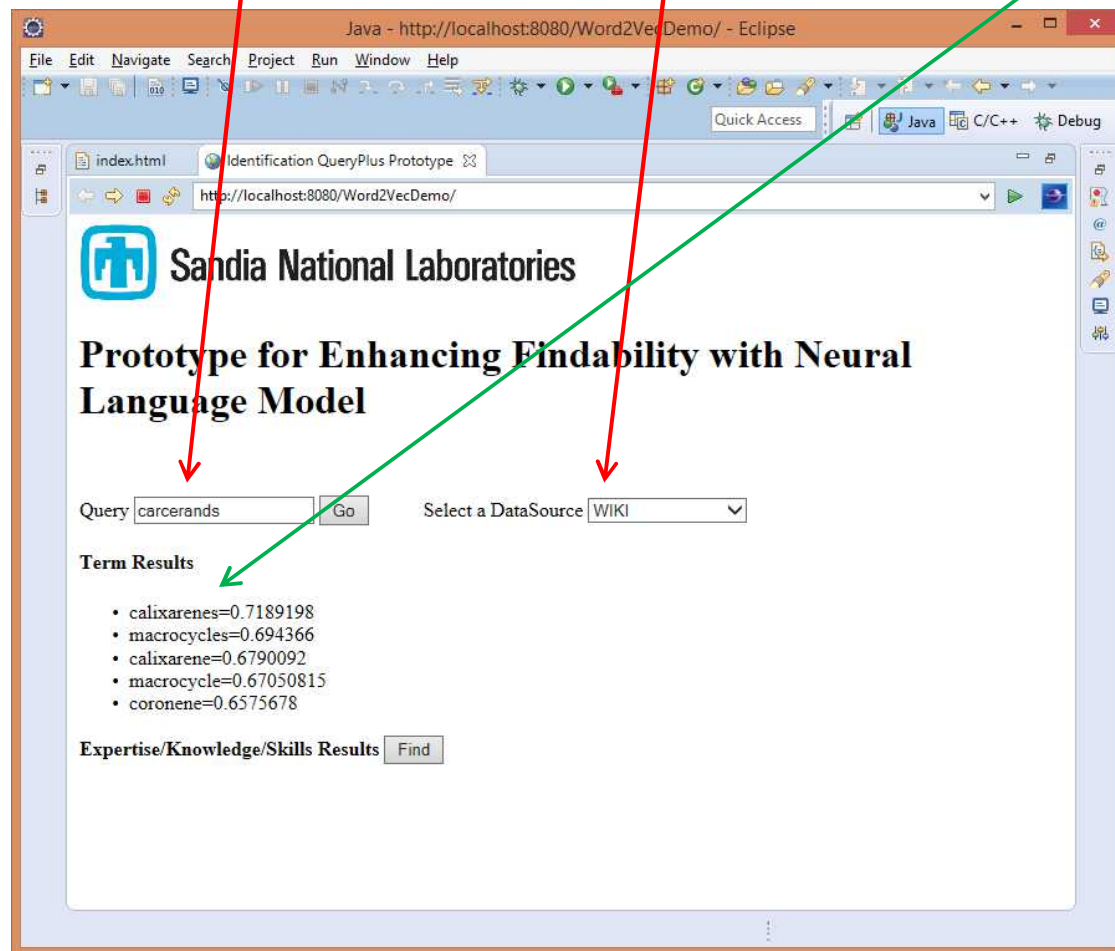 Java - http://localhost:8080/Word2VecDemo/ - Eclipse
File Edit Navigate Search Project Run Window Help
Quick Access Java C/C++ Debug
index.html Identification QueryPlus Prototype
http://localhost:8080/Word2VecDemo/
Sandia National Laboratories
Prototype for Enhancing Findability with Neural
Language Model
Query carcerands Go Select a DataSource WIKI
Term Results
• calixarenes=0.7189198
• macrocycles=0.694366
• calixarene=0.6790092
• macrocycle=0.67050815
• coronene=0.6575678
Expertise/Knowledge/Skills Results Find